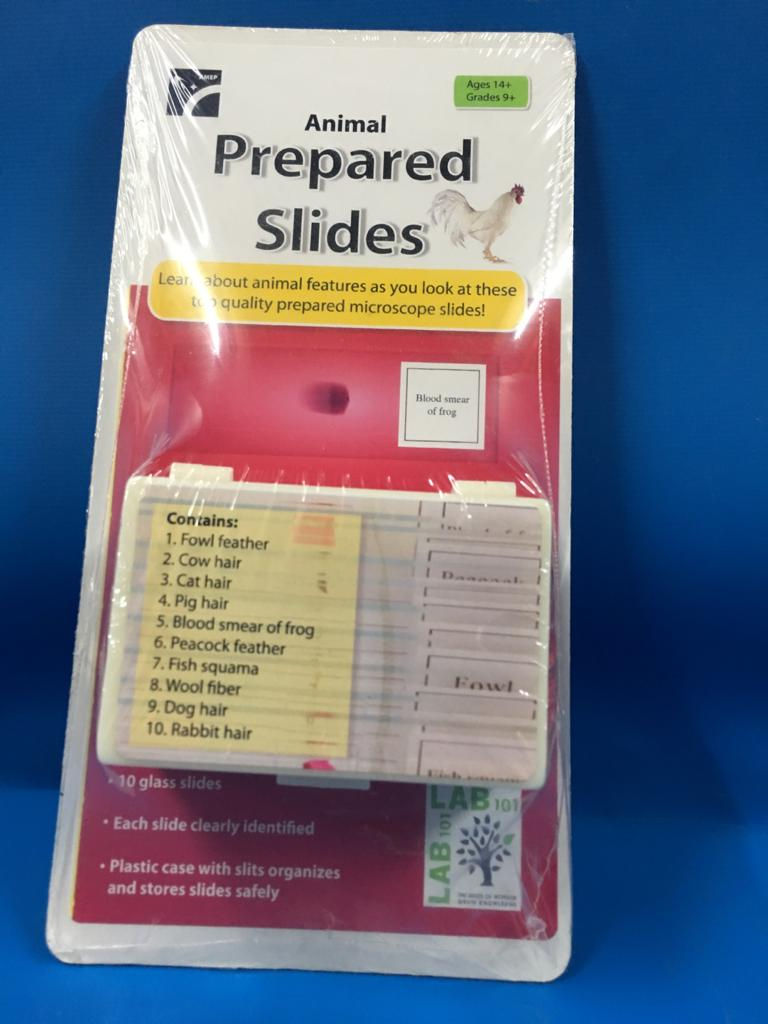 AMEP
Ages 14+
Grades 9+
Animal
Prepared
Slides
Learn about animal features as you look at these
top quality prepared microscope slides!
Blood smear
of frog
Contains:
1. Fowl feather
2. Cow hair
3. Cat hair
4. Pig hair
5. Blood smear of frog
6. Peacock feather
7. Fish squama
8. Wool fiber
9. Dog hair
10. Rabbit hair
Peacock
Fowl
• 10 glass slides
• Each slide clearly identified
• Plastic case with slits organizes
and stores slides safely
LAB 101
LAB 101